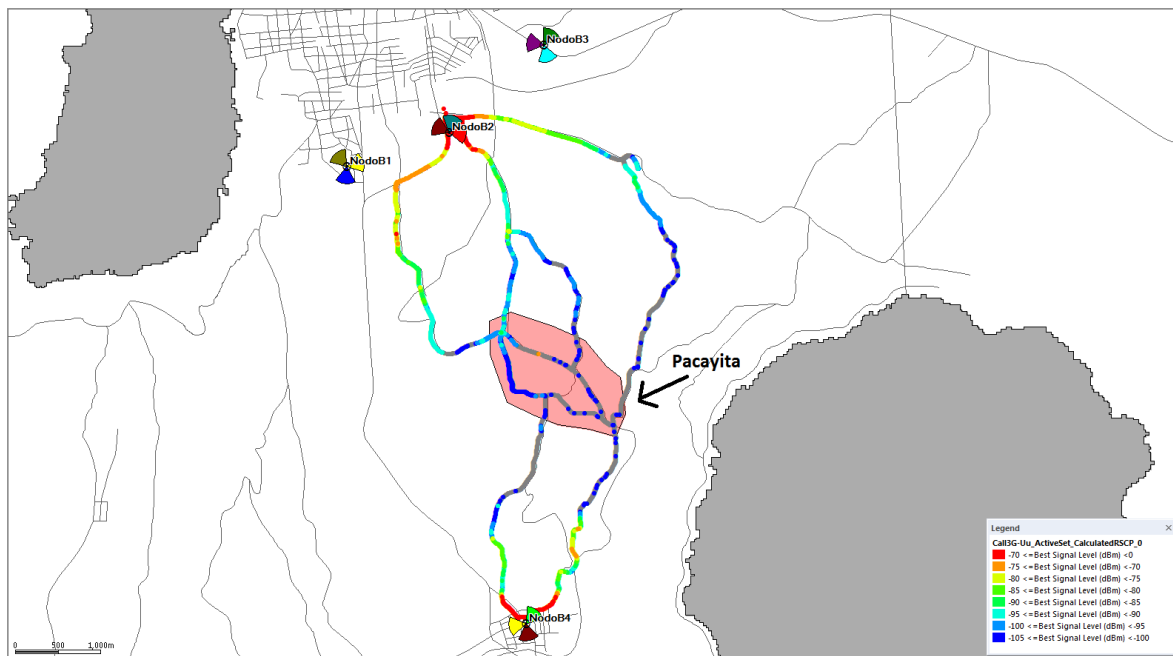 NodoB3
NodoB2
NodoB1
Pacayita
NodoB4
0 500 1,000m
Legend
Call3G-Uu_ActiveSet_CalculatedRSCP_0
-70 <=Best Signal Level (dBm) <0
-75 <=Best Signal Level (dBm) <-70
-80 <=Best Signal Level (dBm) <-75
-85 <=Best Signal Level (dBm) <-80
-90 <=Best Signal Level (dBm) <-85
-95 <=Best Signal Level (dBm) <-90
-100 <=Best Signal Level (dBm) <-95
-105 <=Best Signal Level (dBm) <-100